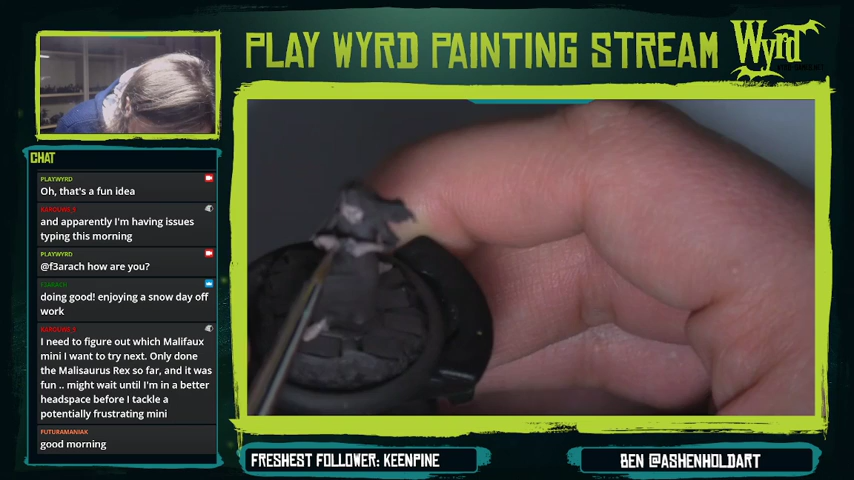 PLAY WYRD PAINTING STREAM
Wyrd
CHAT
PLAYWYRD
Oh, that's a fun idea
and apparently I'm having issues
typing this morning
PLAYWYRD
@f3arach how are you?
F3ARACH
doing good! enjoying a snow day off
work
I need to figure out which Malifaux
mini I want to try next. Only done
the Malisaurus Rex so far, and it was
fun .. might wait until I'm in a better
headspace before I tackle a
potentially frustrating mini
FUTURAMANIAK
good morning
FRESHEST FOLLOWER: KEENPINE
BEN @ASHENHOLDART